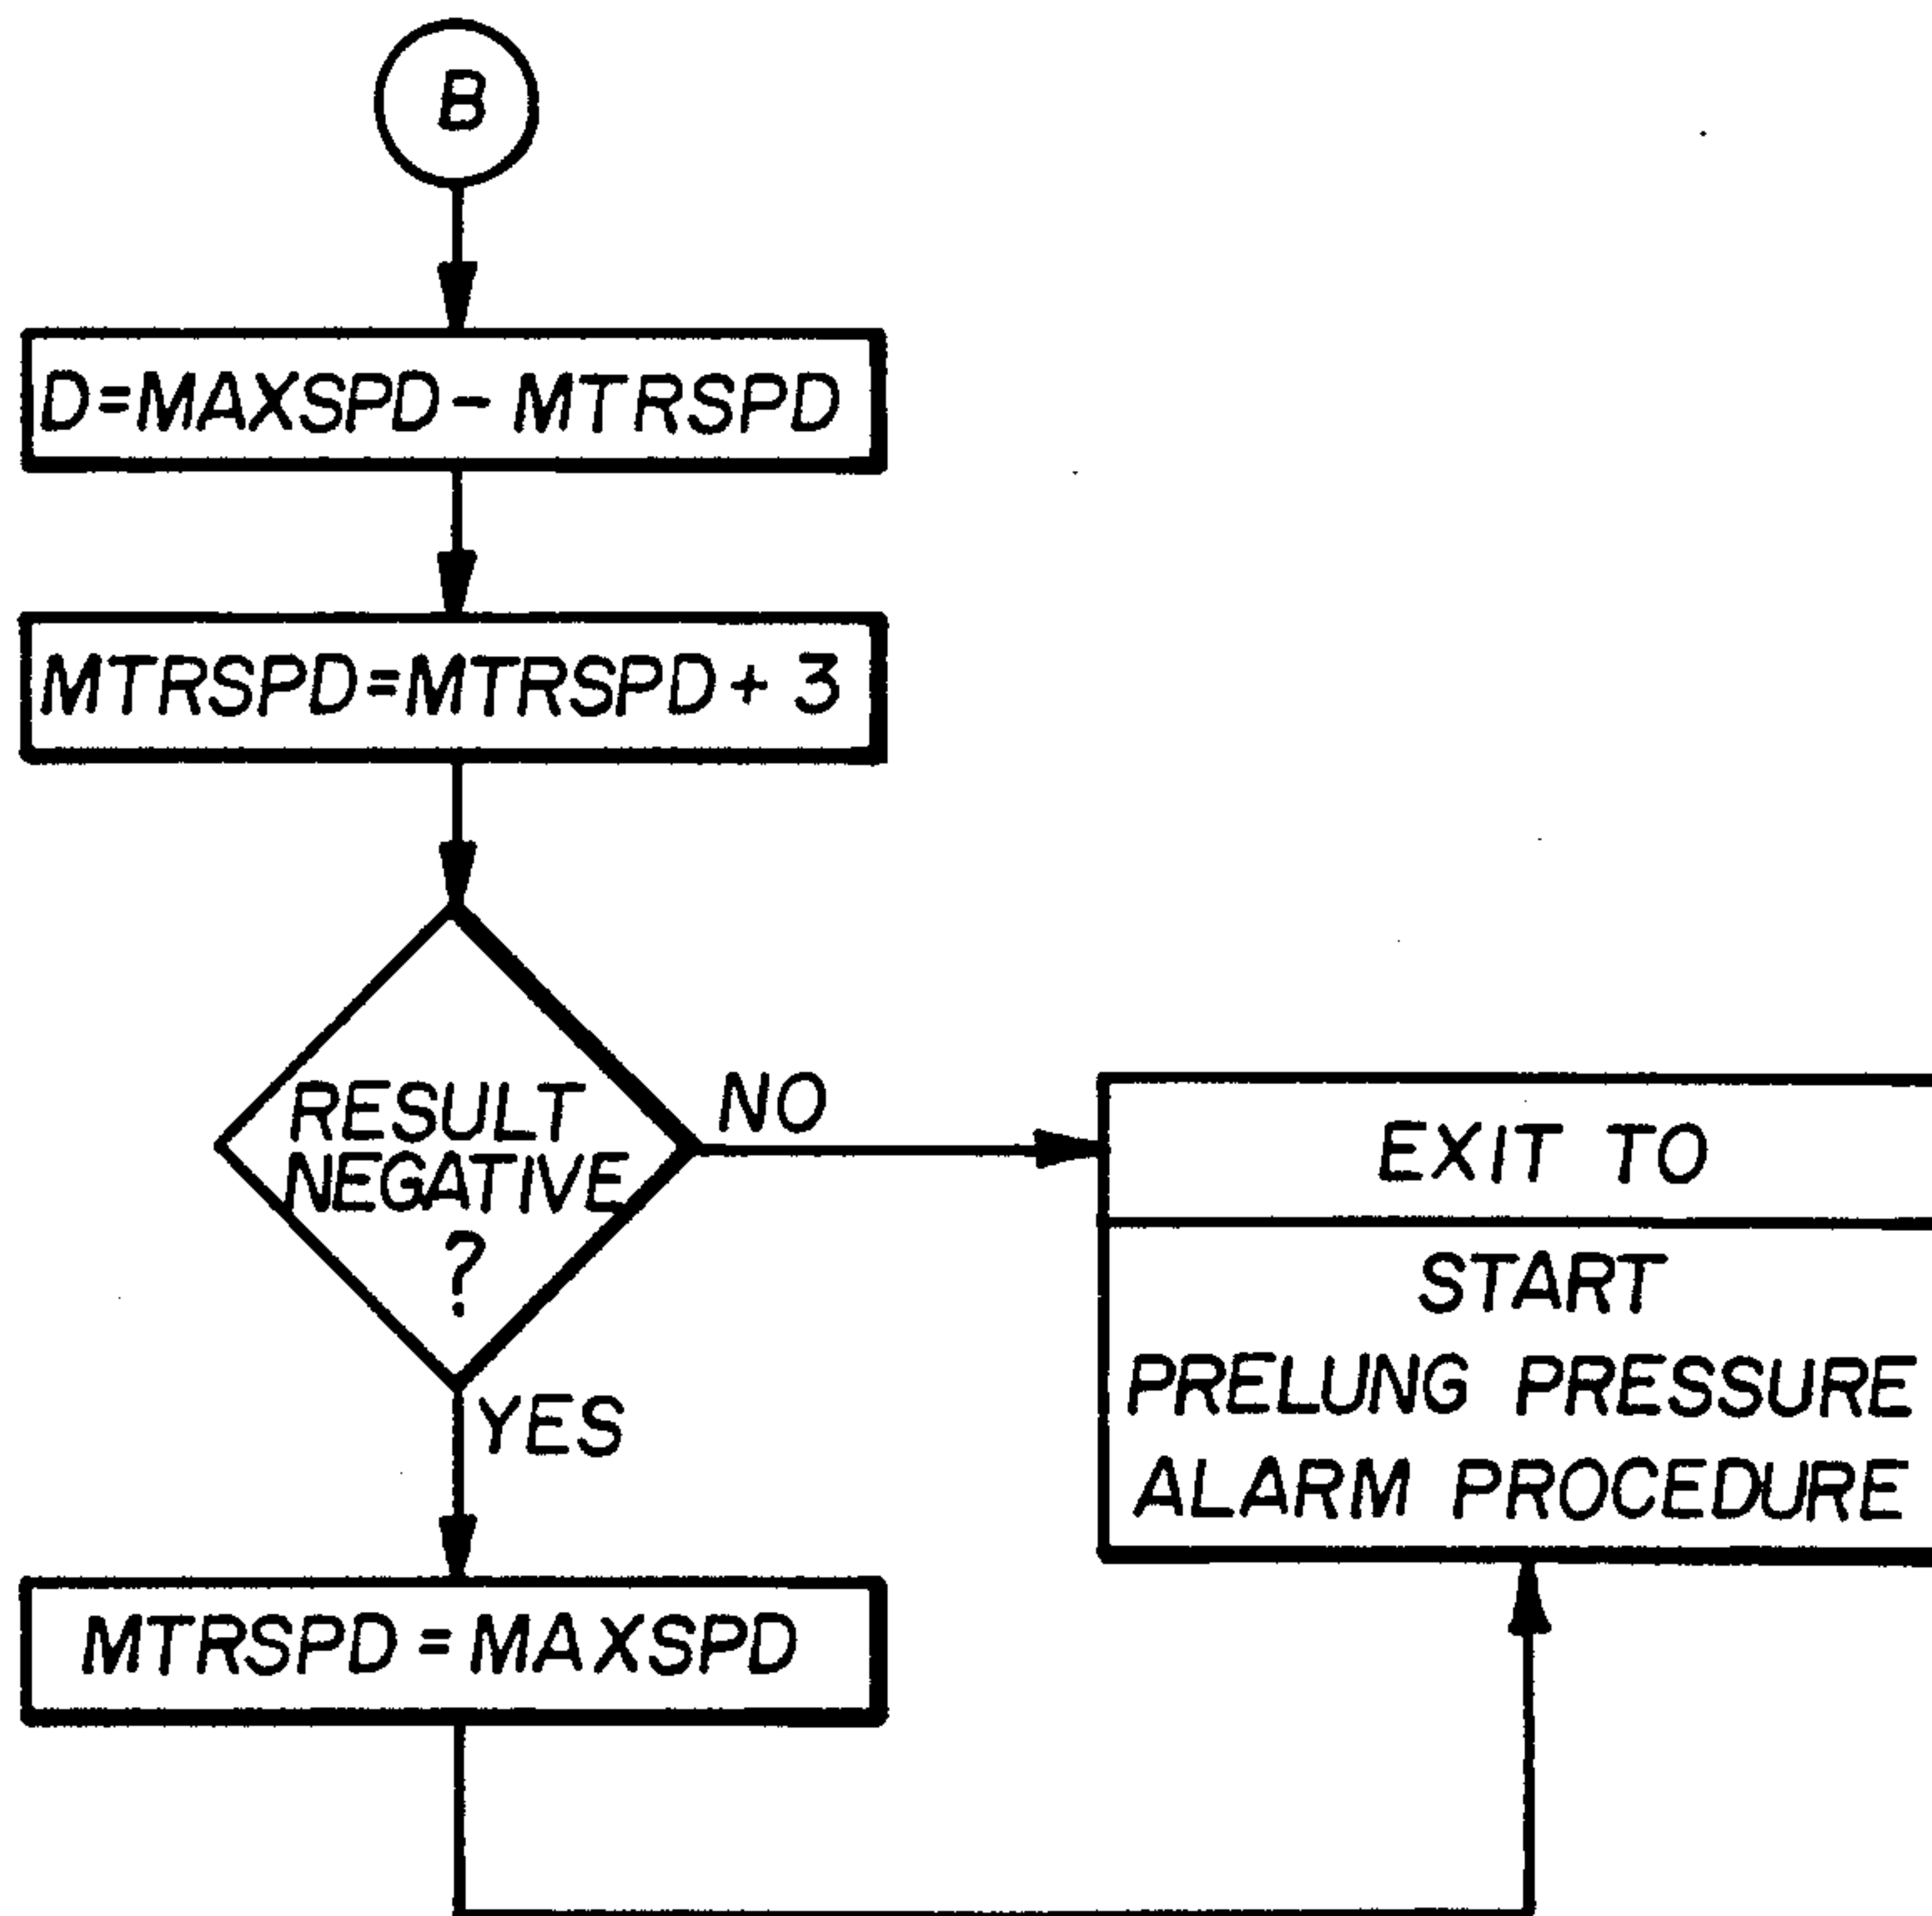 B
D=MAXSPD- MTRSPD
MTRSPD=MTRSPD+ 3
RESULT
NEGATIVE
?
NO
YES
EXIT TO
START
PRELUNG PRESSURE
ALARM PROCEDURE
MTRSPD=MAXSPD